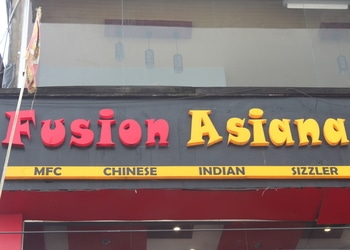 Fusion Asiana
MFC CHINESE INDIAN SIZZLER